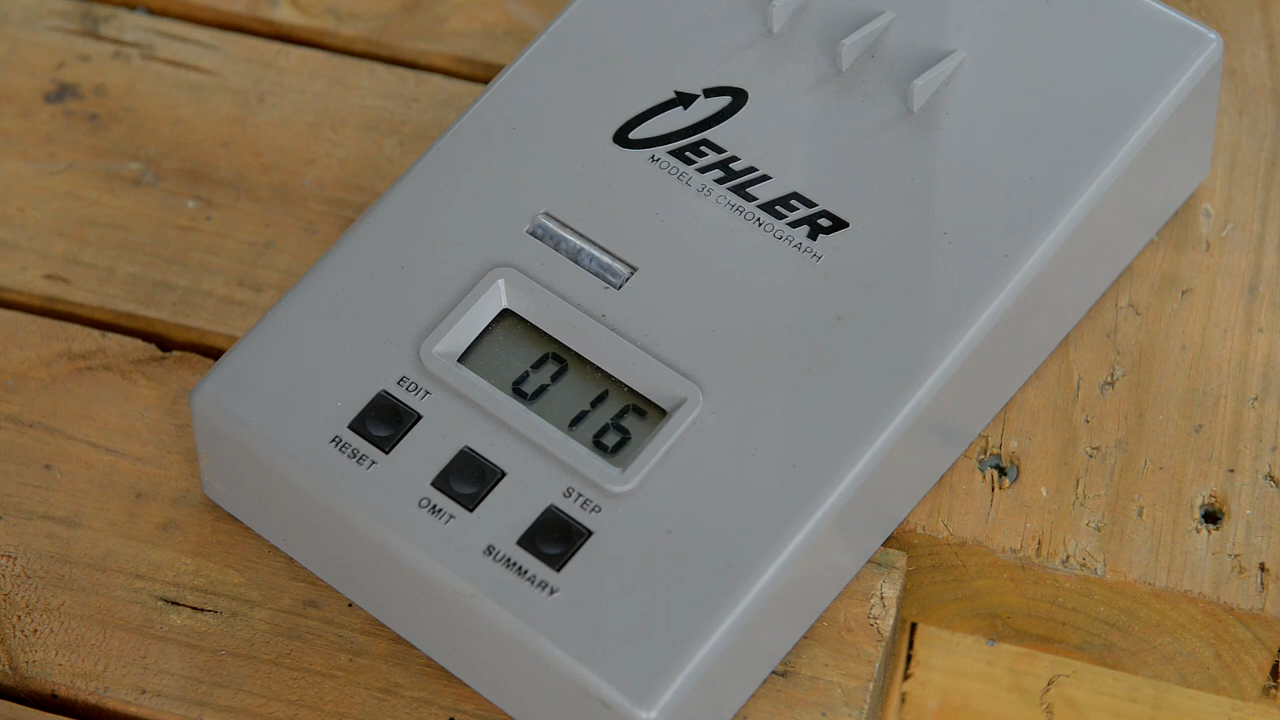 OEHLER
MODEL 35 CHRONOGRAPH
016
EDIT
RESET
OMIT
STEP
SUMMARY